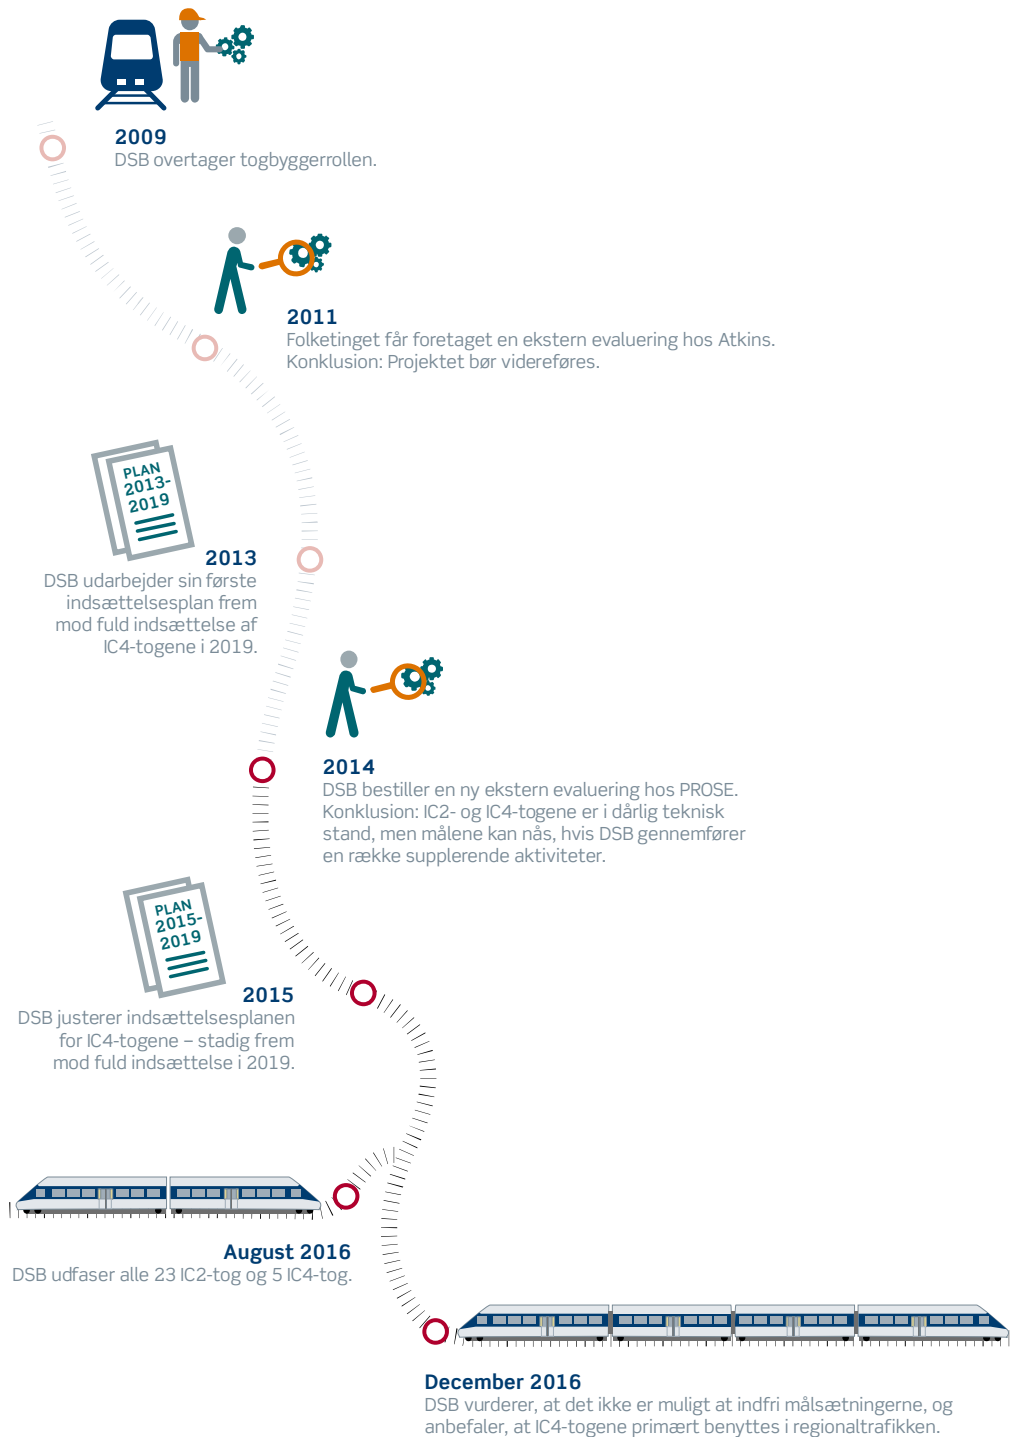 2009
DSB overtager togbyggerrollen.
2011
Folketinget får foretaget en ekstern evaluering hos Atkins.
Konklusion: Projektet bør videreføres.
PLAN
2013-
2019
2013
DSB udarbejder sin første
indsættelsesplan frem
mod fuld indsættelse af
IC4-togene i 2019.
2014
DSB bestiller en ny ekstern evaluering hos PROSE.
Konklusion: IC2- og IC4-togene er i dårlig teknisk
stand, men målene kan nås, hvis DSB gennemfører
en række supplerende aktiviteter.
PLAN
2015-
2019
2015
DSB justerer indsættelsesplanen
for IC4-togene – stadig frem
mod fuld indsættelse i 2019.
August 2016
DSB udfaser alle 23 IC2-tog og 5 IC4-tog.
December 2016
DSB vurderer, at det ikke er muligt at indfri målsætningerne, og
anbefaler, at IC4-togene primært benyttes i regionaltrafikken.